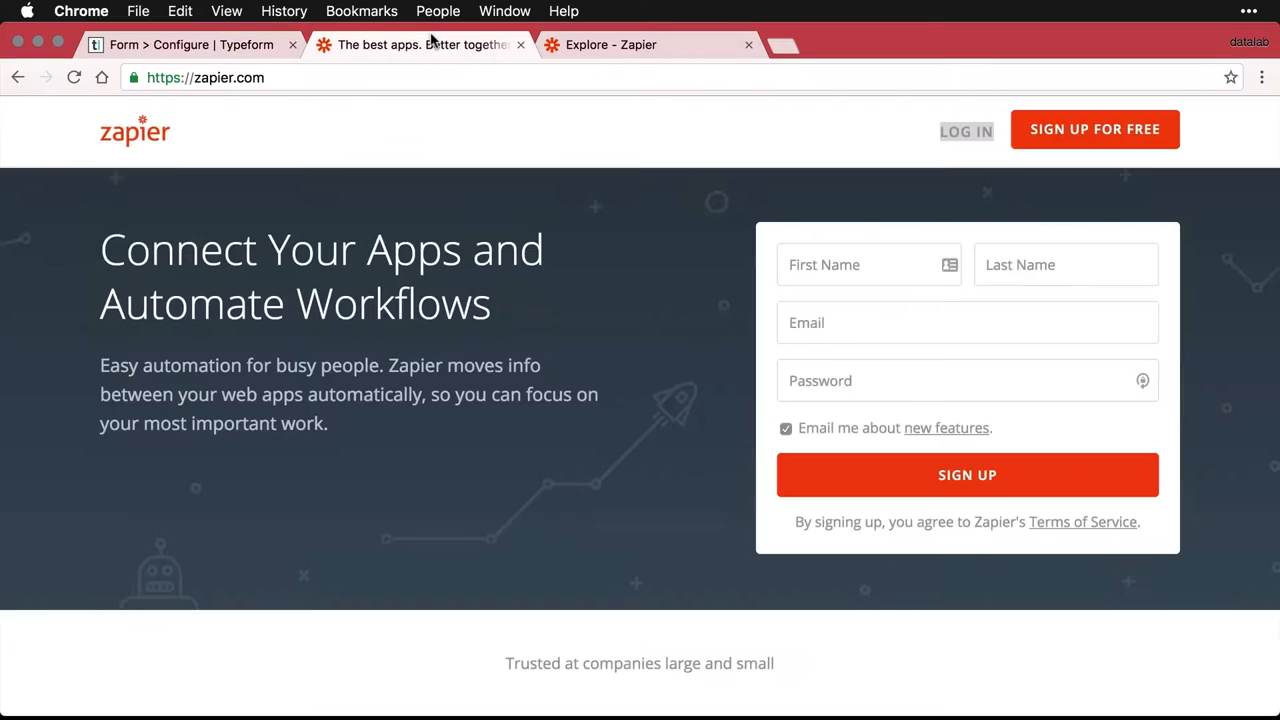 Chrome File Edit View History Bookmarks People Window Help
Form > Configure | Typeform
The best apps. Better together
Explore - Zapier
datalab
https://zapier.com
zapier
LOG IN
SIGN UP FOR FREE
Connect Your Apps and
Automate Workflows
Easy automation for busy people. Zapier moves info
between your web apps automatically, so you can focus on
your most important work.
First Name
Last Name
Email
Password
Email me about new features.
SIGN UP
By signing up, you agree to Zapier's Terms of Service.
Trusted at companies large and small